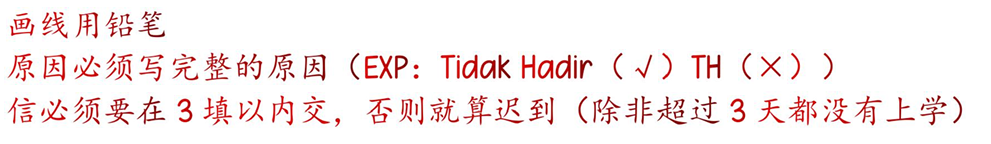 画线用铅笔
原因必须写完整的原因（EXP：Tidak Hadir（√）TH（×））
信必须要在 3 填以内交，否则就算迟到（除非超过 3 天都没有上学）